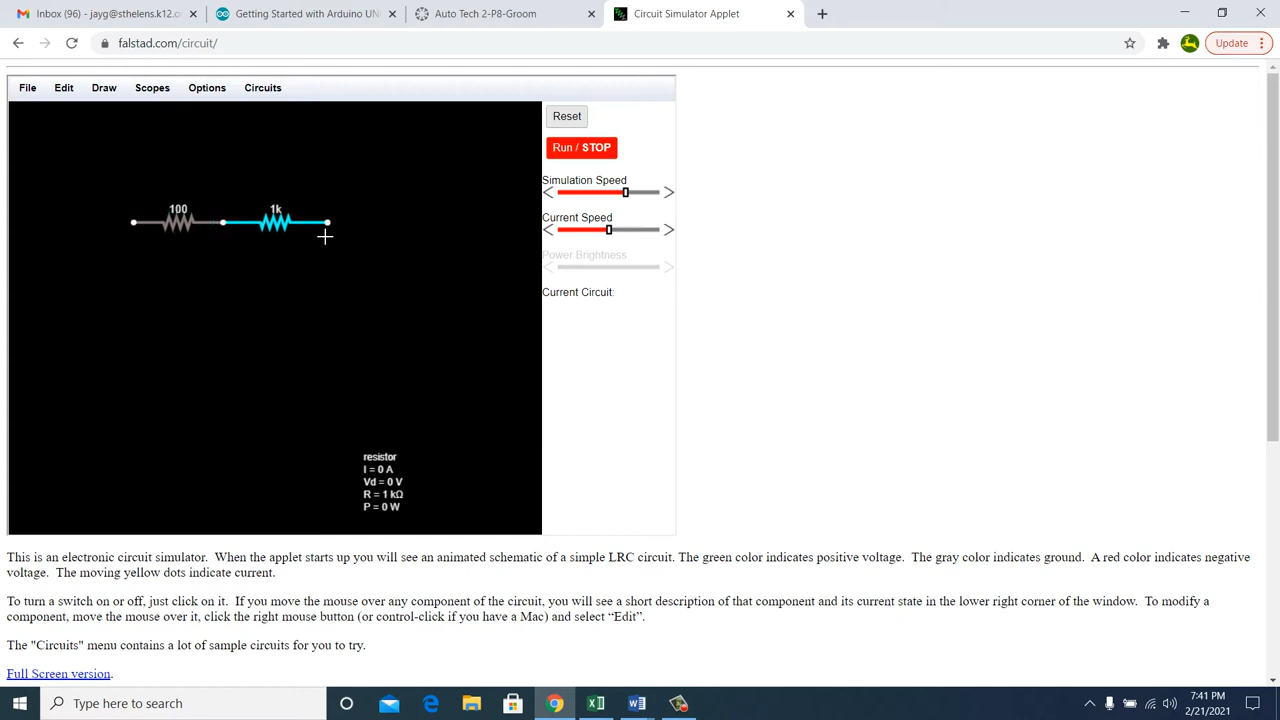 Inbox (96) - jayg@sthelens.k12.o
Getting Started with Arduino UN
Auto Tech 2-P8-Groom
Circuit Simulator Applet
falstad.com/circuit/
Update
File Edit Draw Scopes Options Circuits
Reset
Run / STOP
Simulation Speed
Current Speed
Power Brightness
Current Circuit:
100 1k
resistor
I = 0 A
Vd = 0 V
R = 1 kΩ
P = 0 W
This is an electronic circuit simulator. When the applet starts up you will see an animated schematic of a simple LRC circuit. The green color indicates positive voltage. The gray color indicates ground. A red color indicates negative
voltage. The moving yellow dots indicate current.
To turn a switch on or off, just click on it. If you move the mouse over any component of the circuit, you will see a short description of that component and its current state in the lower right corner of the window. To modify a
component, move the mouse over it, click the right mouse button (or control-click if you have a Mac) and select “Edit”.
The "Circuits" menu contains a lot of sample circuits for you to try.
Full Screen version.
Type here to search
7:41 PM
2/21/2021